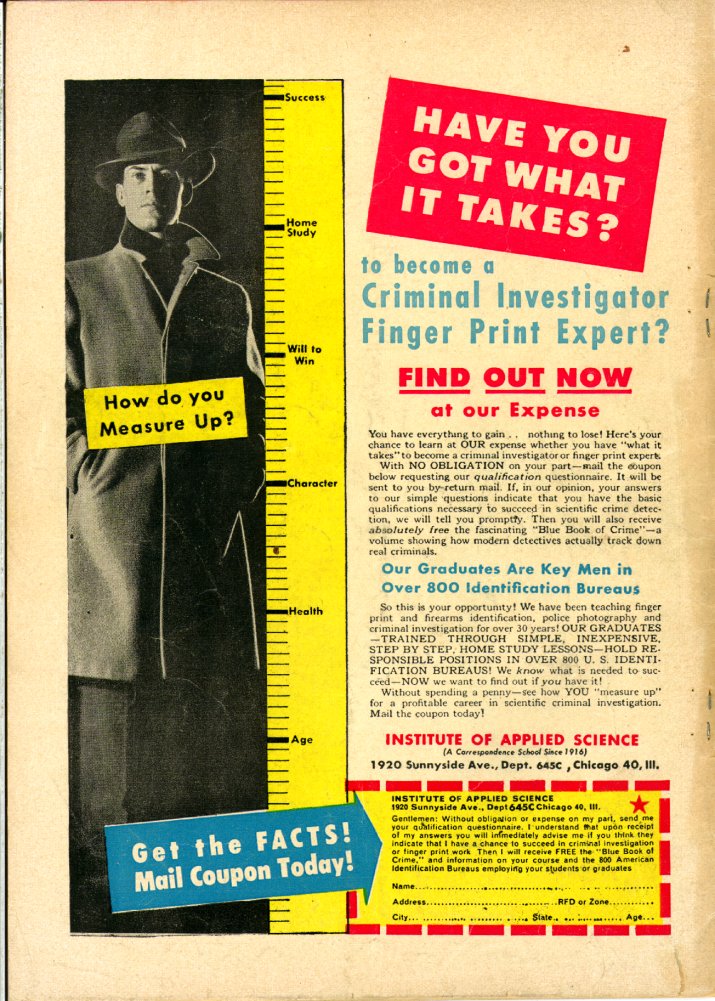 Success
Home
Study
Will to
Win
Character
Health
Age
How do you
Measure Up?
HAVE YOU
GOT WHAT
IT TAKES?
to become a
Criminal Investigator
Finger Print Expert?
FIND OUT NOW
at our Expense
You have everything to gain . . nothing to lose! Here's your
chance to learn at OUR expense whether you have "what it
takes" to become a criminal investigator or finger print expert.
With NO OBLIGATION on your part—mail the coupon
below requesting our qualification questionnaire. It will be
sent to you by return mail. If, in our opinion, your answers
to our simple questions indicate that you have the basic
qualifications necessary to succeed in scientific crime detec-
tion, we will tell you promptly. Then you will also receive
absolutely free the fascinating "Blue Book of Crime"—a
volume showing how modern detectives actually track down
real criminals.
Our Graduates Are Key Men in
Over 800 Identification Bureaus
So this is your opportunity! We have been teaching finger
print and firearms identification, police photography and
criminal investigation for over 30 years! OUR GRADUATES
—TRAINED THROUGH SIMPLE, INEXPENSIVE,
STEP BY STEP, HOME STUDY LESSONS—HOLD RE-
SPONSIBLE POSITIONS IN OVER 800 U. S. IDENTI-
FICATION BUREAUS! We know what is needed to suc-
ceed—NOW we want to find out if you have it!
Without spending a penny—see how YOU "measure up"
for a profitable career in scientific criminal investigation.
Mail the coupon today!
INSTITUTE OF APPLIED SCIENCE
(A Correspondence School Since 1916)
1920 Sunnyside Ave., Dept. 645C , Chicago 40, Ill.
Get the FACTS!
Mail Coupon Today!
INSTITUTE OF APPLIED SCIENCE
1920 Sunnyside Ave., Dept 645C Chicago 40, Ill.
Gentlemen: Without obligation or expense on my part, send me
your qualification questionnaire. I understand that upon receipt
of my answers you will immediately advise me if you think they
indicate that I have a chance to succeed in criminal investigation
or finger print work Then I will receive FREE the "Blue Book of
Crime," and information on your course and the 800 American
Identification Bureaus employing your students or graduates
Name
Address RFD or Zone
City State Age